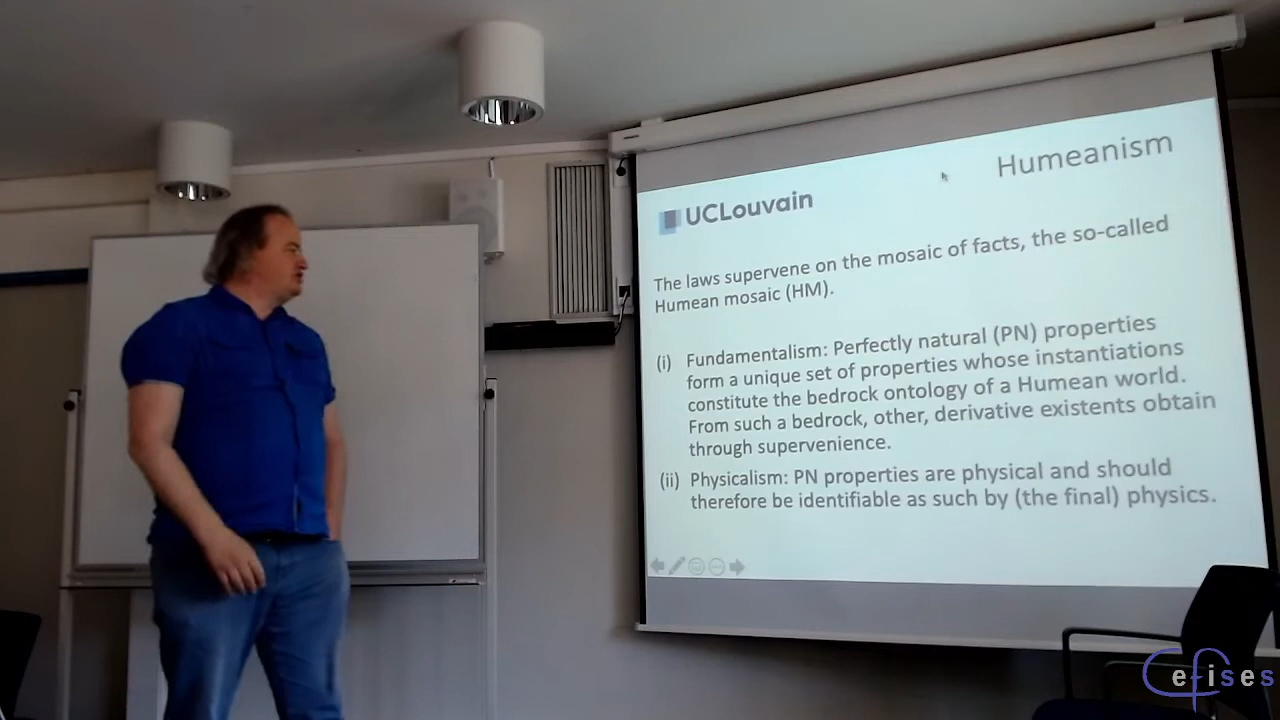 Humeanism
UCLouvain
The laws supervene on the mosaic of facts, the so-called
Humean mosaic (HM).
(i) Fundamentalism: Perfectly natural (PN) properties
form a unique set of properties whose instantiations
constitute the bedrock ontology of a Humean world.
From such a bedrock, other, derivative existents obtain
through supervenience.
(ii) Physicalism: PN properties are physical and should
therefore be identifiable as such by (the final) physics.
Cefises